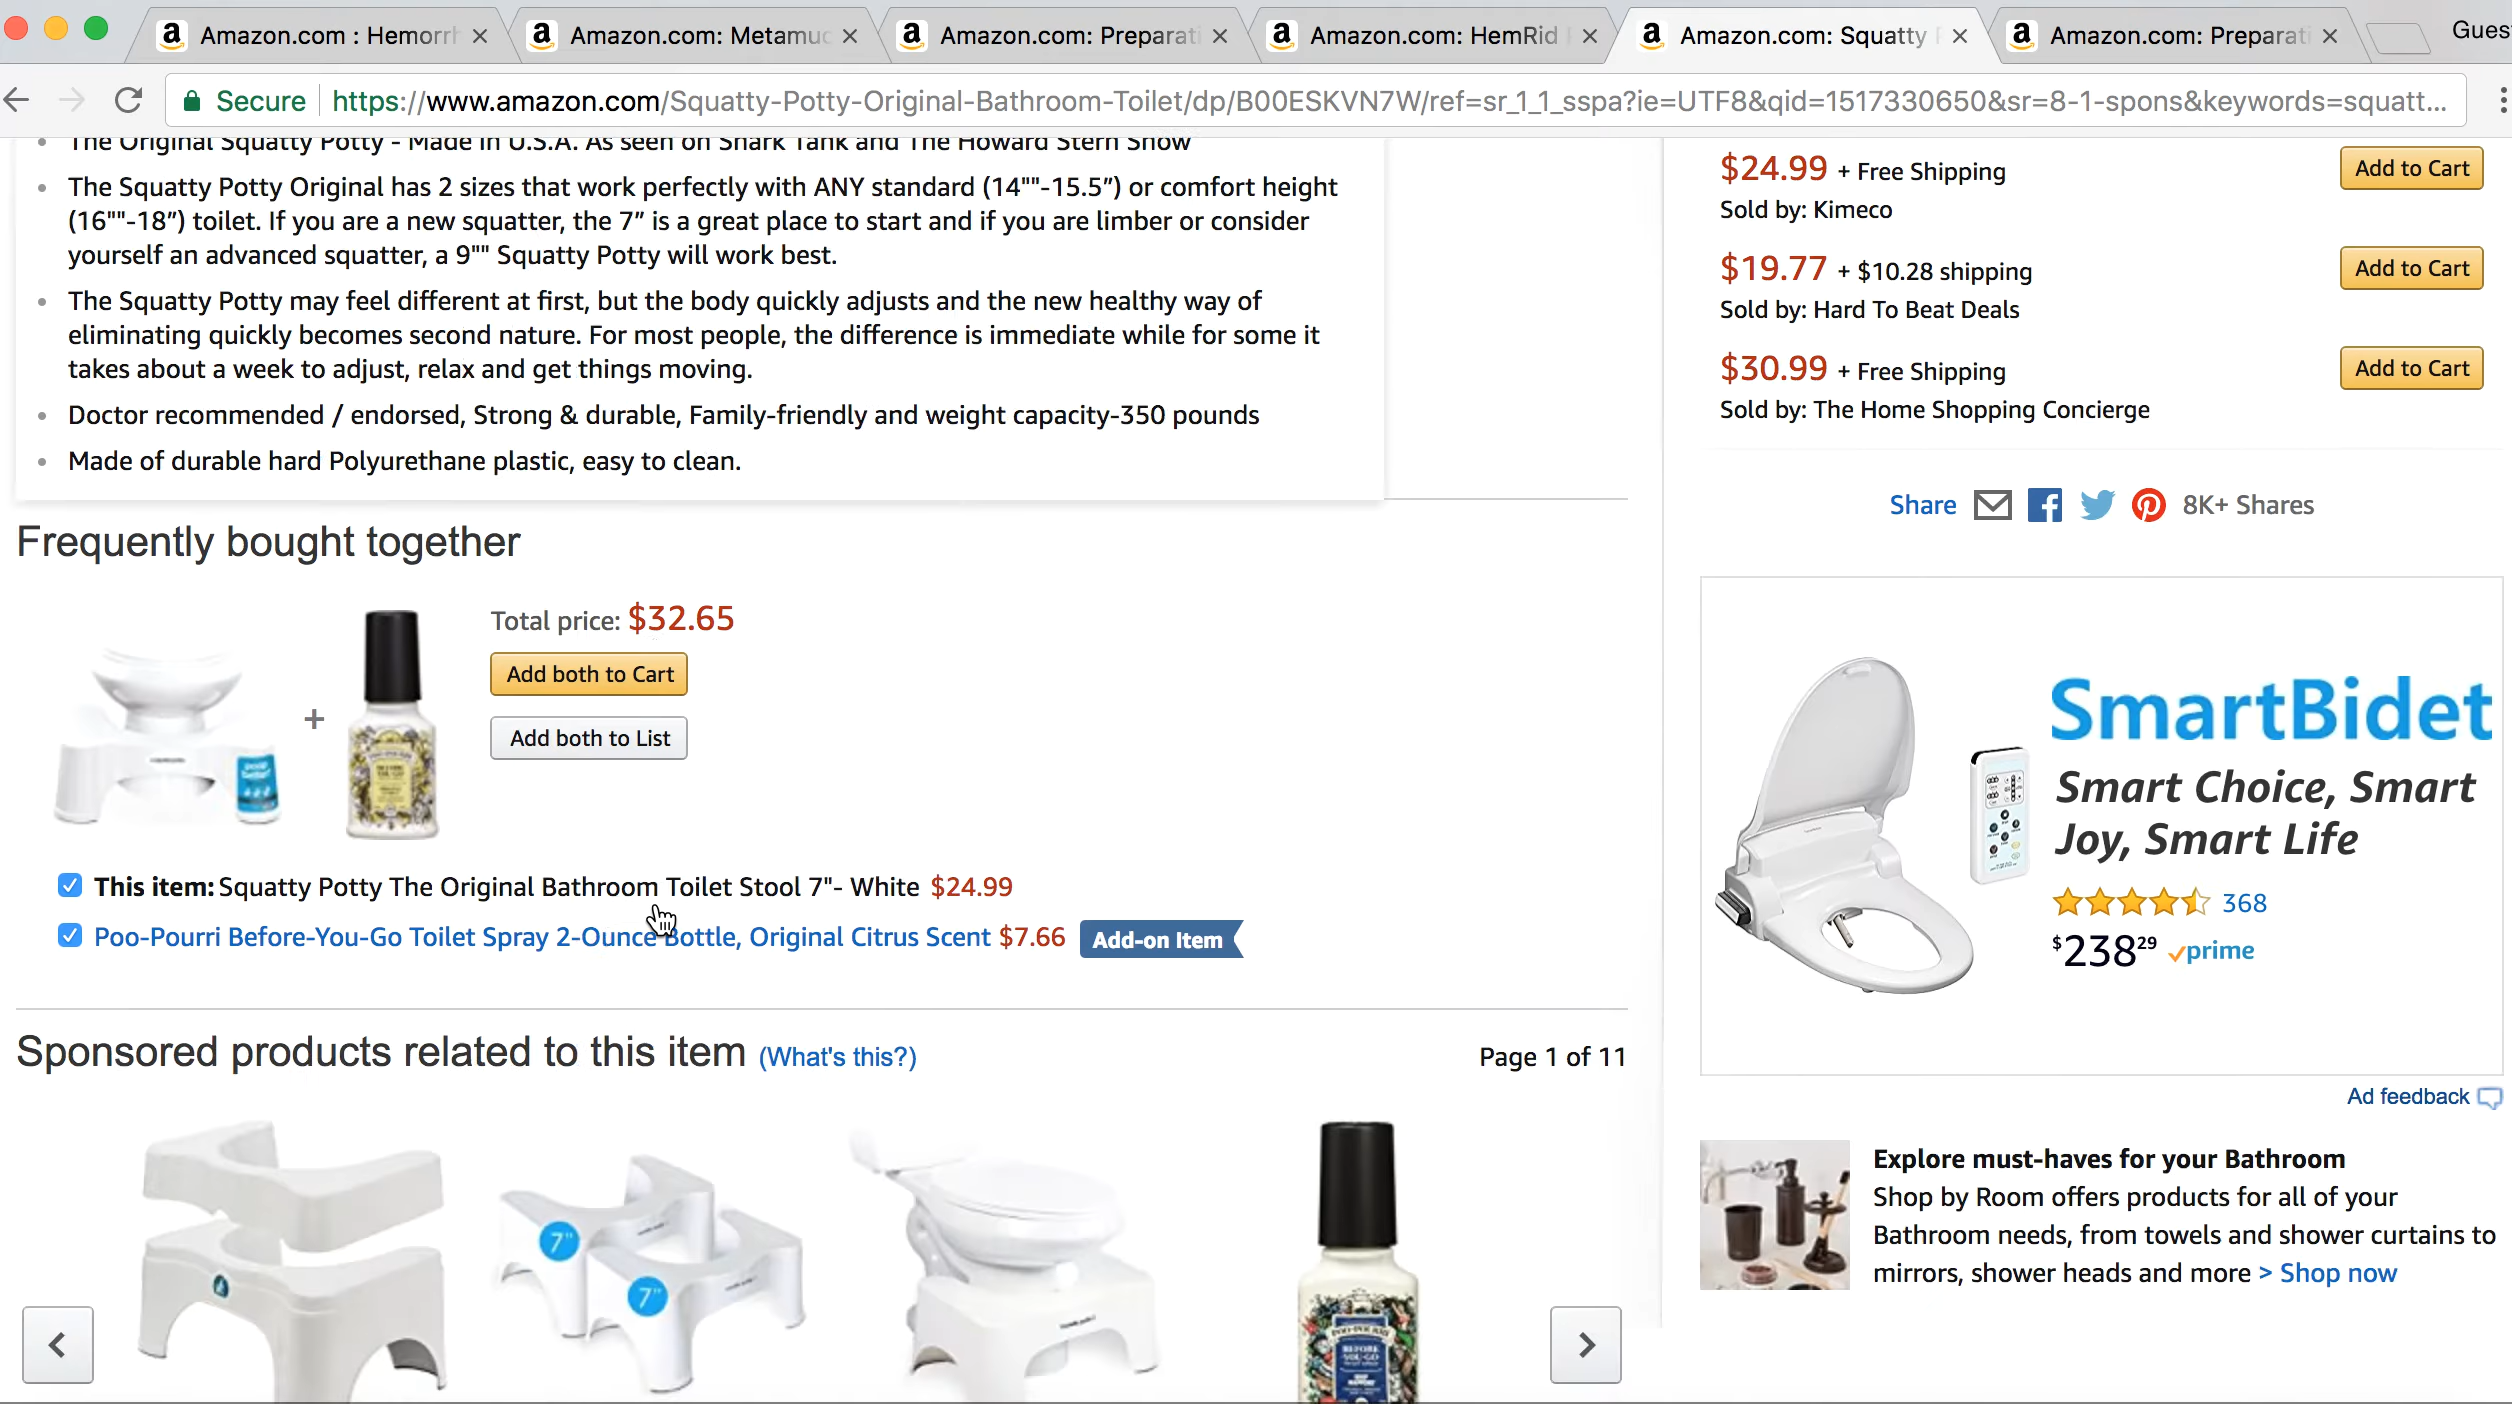 Amazon.com : Hemorrh
Amazon.com: Metamuc
Amazon.com: Preparati
Amazon.com: HemRid
Amazon.com: Squatty
Amazon.com: Preparati
Gues
Secure
https://www.amazon.com/Squatty-Potty-Original-Bathroom-Toilet/dp/B00ESKVN7W/ref=sr_1_1_sspa?ie=UTF8&qid=1517330650&sr=8-1-spons&keywords=squatt...
The Original Squatty Potty - Made in U.S.A. As seen on Shark Tank and The Howard Stern Show
The Squatty Potty Original has 2 sizes that work perfectly with ANY standard (14""-15.5”) or comfort height
(16""-18”) toilet. If you are a new squatter, the 7” is a great place to start and if you are limber or consider
yourself an advanced squatter, a 9"" Squatty Potty will work best.
The Squatty Potty may feel different at first, but the body quickly adjusts and the new healthy way of
eliminating quickly becomes second nature. For most people, the difference is immediate while for some it
takes about a week to adjust, relax and get things moving.
Doctor recommended / endorsed, Strong & durable, Family-friendly and weight capacity-350 pounds
Made of durable hard Polyurethane plastic, easy to clean.
Frequently bought together
Total price: $32.65
Add both to Cart
Add both to List
+
This item: Squatty Potty The Original Bathroom Toilet Stool 7"- White $24.99
Poo-Pourri Before-You-Go Toilet Spray 2-Ounce Bottle, Original Citrus Scent $7.66 Add-on Item
Sponsored products related to this item (What's this?)
Page 1 of 11
7"
7"
POO-POURRI
BEFORE
YOU-GO
$24.99 + Free Shipping
Add to Cart
Sold by: Kimeco
$19.77 + $10.28 shipping
Add to Cart
Sold by: Hard To Beat Deals
$30.99 + Free Shipping
Add to Cart
Sold by: The Home Shopping Concierge
Share
8K+ Shares
SmartBidet
Smart Choice, Smart
Joy, Smart Life
368
$238 29 prime
Ad feedback
Explore must-haves for your Bathroom
Shop by Room offers products for all of your
Bathroom needs, from towels and shower curtains to
mirrors, shower heads and more > Shop now